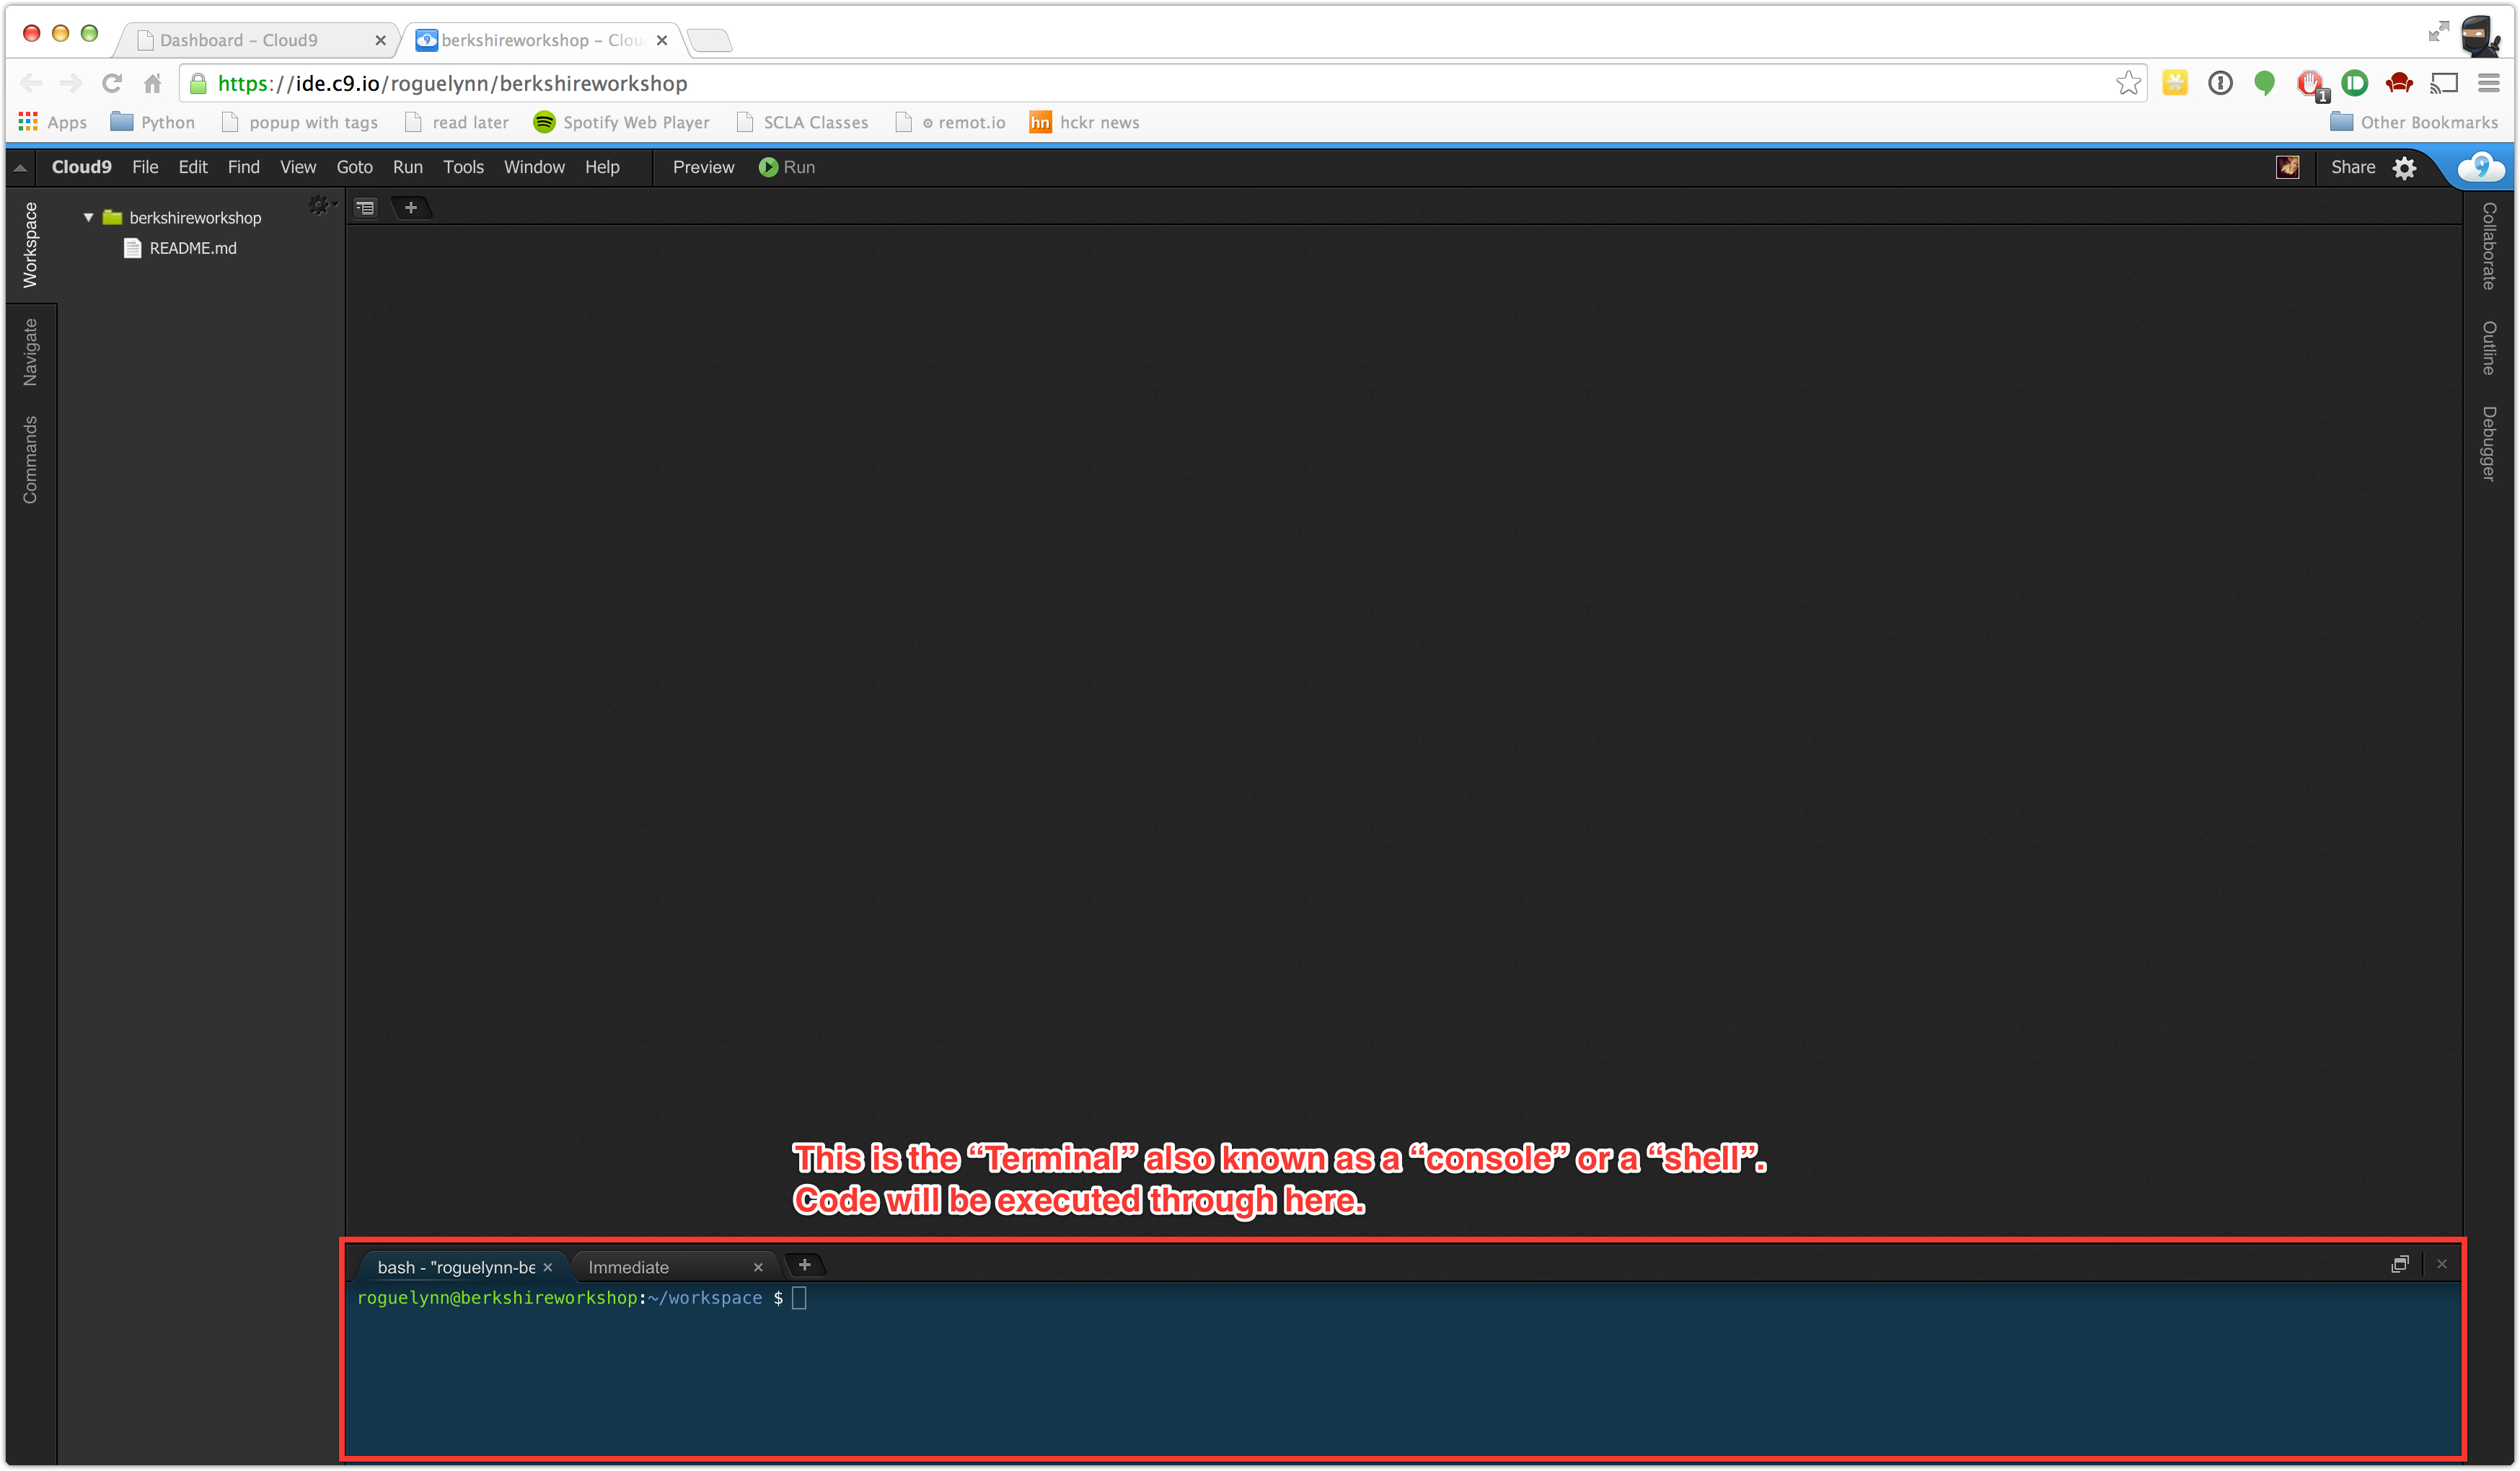 Dashboard – Cloud9
berkshireworkshop – Clou
https://ide.c9.io/roguelynn/berkshireworkshop
1
Apps Python popup with tags read later Spotify Web Player SCLA Classes remot.io hn hckr news Other Bookmarks
Cloud9 File Edit Find View Goto Run Tools Window Help Preview Run Share 9
Workspace
Navigate
Commands
berkshireworkshop
README.md
Collaborate
Outline
Debugger
This is the “Terminal” also known as a “console” or a “shell”.
Code will be executed through here.
bash - "roguelynn-be Immediate
roguelynn@berkshireworkshop:~/workspace $